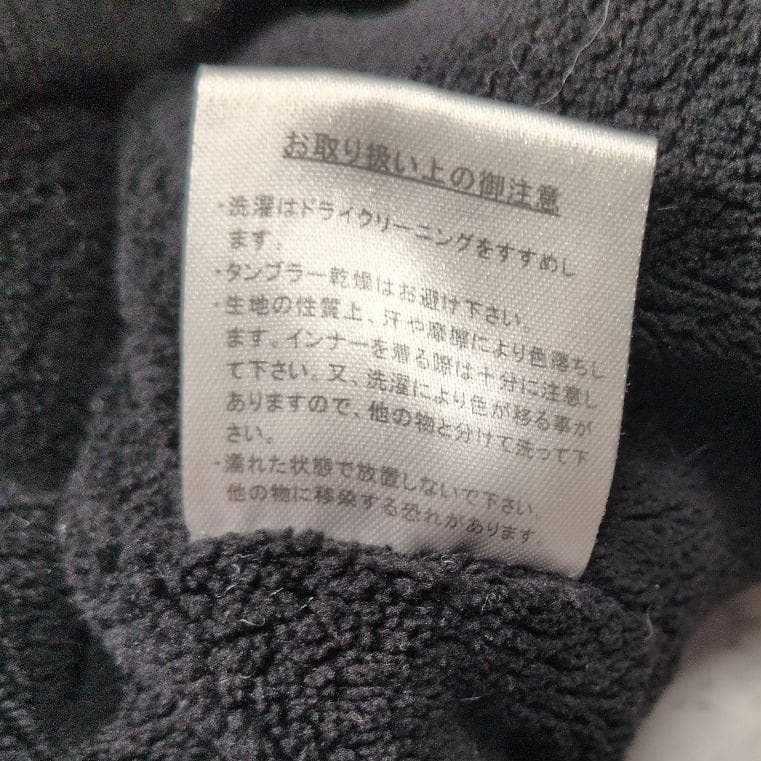 お取り扱い上の御注意
・洗濯はドライクリーニングをすすめし
ます。
・タンブラー乾燥はお避け下さい。
・生地の性質上、汗や摩擦により色落ちし
ます。インナーを着る際は十分に注意し
て下さい。又、洗濯により色が移る事が
ありますので、他の物と分けて洗って下
さい。
・濡れた状態で放置しないで下さい
他の物に移染する恐れがあります